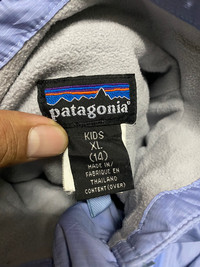 patagonia
KIDS
XL
(14)
MADE IN/
FABRIQUE EN
THAILAND
CONTENT (OVER)